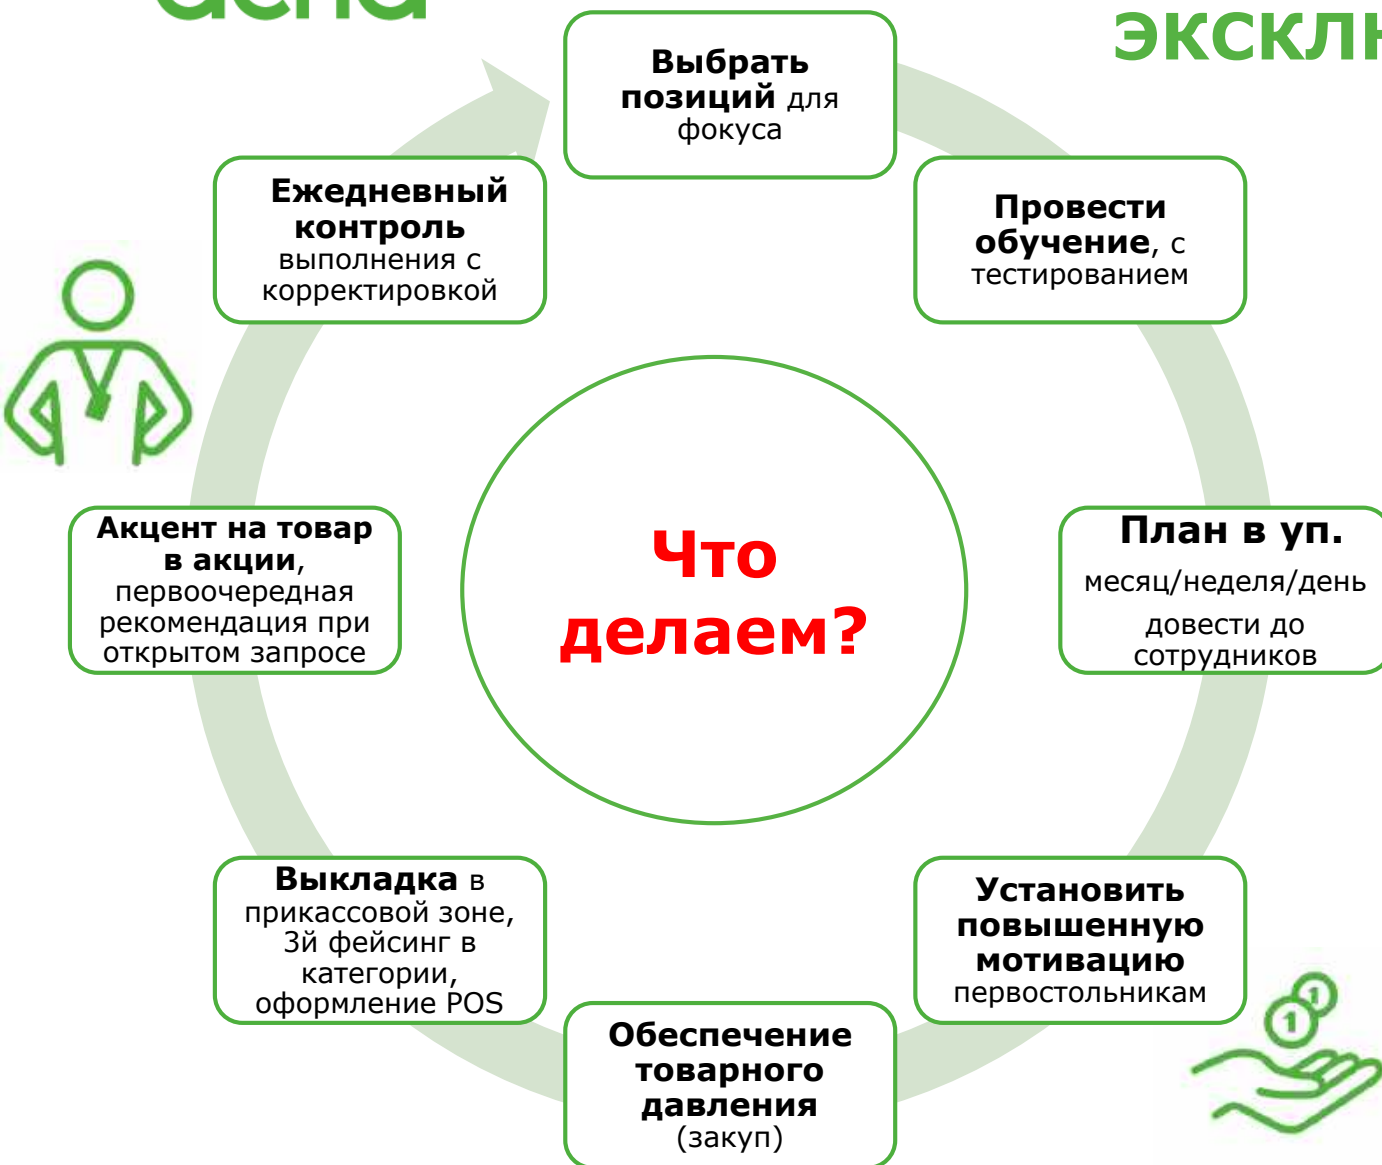 Выбрать
позиций для
фокуса
Провести
обучение, с
тестированием
План в уп.
месяц/неделя/день
довести до
сотрудников
Установить
повышенную
мотивацию
первостольникам
1
1
Обеспечение
товарного
давления
(закуп)
Выкладка в
прикассовой зоне,
3й фейсинг в
категории,
оформление POS
Акцент на товар
в акции,
первоочередная
рекомендация при
открытом запросе
Ежедневный
контроль
выполнения с
корректировкой
Что
делаем?